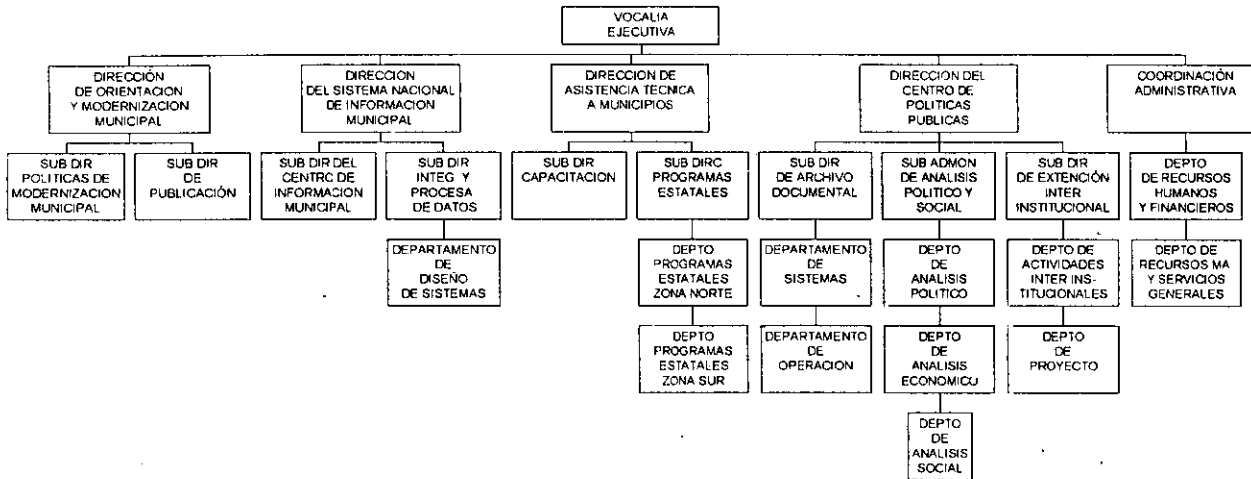 VOCALIA
EJECUTIVA
DIRECCIÓN
DE ORIENTACION
Y MODERNIZACION
MUNICIPAL
DIRECCION
DEL SISTEMA NACIONAL
DE INFORMACION
MUNICIPAL
DIRECCION DE
ASISTENCIA TÉCNICA
A MUNICIPIOS
DIRECCION DEL
CENTRO DE
POLITICAS
PUBLICAS
COORDINACIÓN
ADMINISTRATIVA
SUB DIR
POLITICAS DE
MODERNIZACION
MUNICIPAL
SUB DIR
DE
PUBLICACIÓN
SUB DIR DEL
CENTRO DE
INFORMACION
MUNICIPAL
SUB DIR
INTEG Y
PROCESA
DE DATOS
SUB DIR
CAPACITACION
SUB DIRC
PROGRAMAS
ESTATALES
SUB DIR
DE ARCHIVO
DOCUMENTAL
SUB ADMON
DE ANALISIS
POLITICO Y
SOCIAL
SUB DIR
DE EXTENCIÓN
INTER
INSTITUCIONAL
DEPTO
DE RECURSOS
HUMANOS
Y FINANCIEROS
DEPARTAMENTO
DE
DISEÑO
DE SISTEMAS
DEPTO
PROGRAMAS
ESTATALES
ZONA NORTE
DEPARTAMENTO
DE
SISTEMAS
DEPTO
DE
ANALISIS
POLITICO
DEPTO DE
ACTIVIDADES
INTER INS-
TITUCIONALES
DEPTO DE
RECURSOS MA
Y SERVICIOS
GENERALES
DEPTO
PROGRAMAS
ESTATALES
ZONA SUR
DEPARTAMENTO
DE
OPERACION
DEPTO
DE
ANALISIS
ECONOMICO
DEPTO
DE
PROYECTO
DEPTO
DE
ANALISIS
SOCIAL